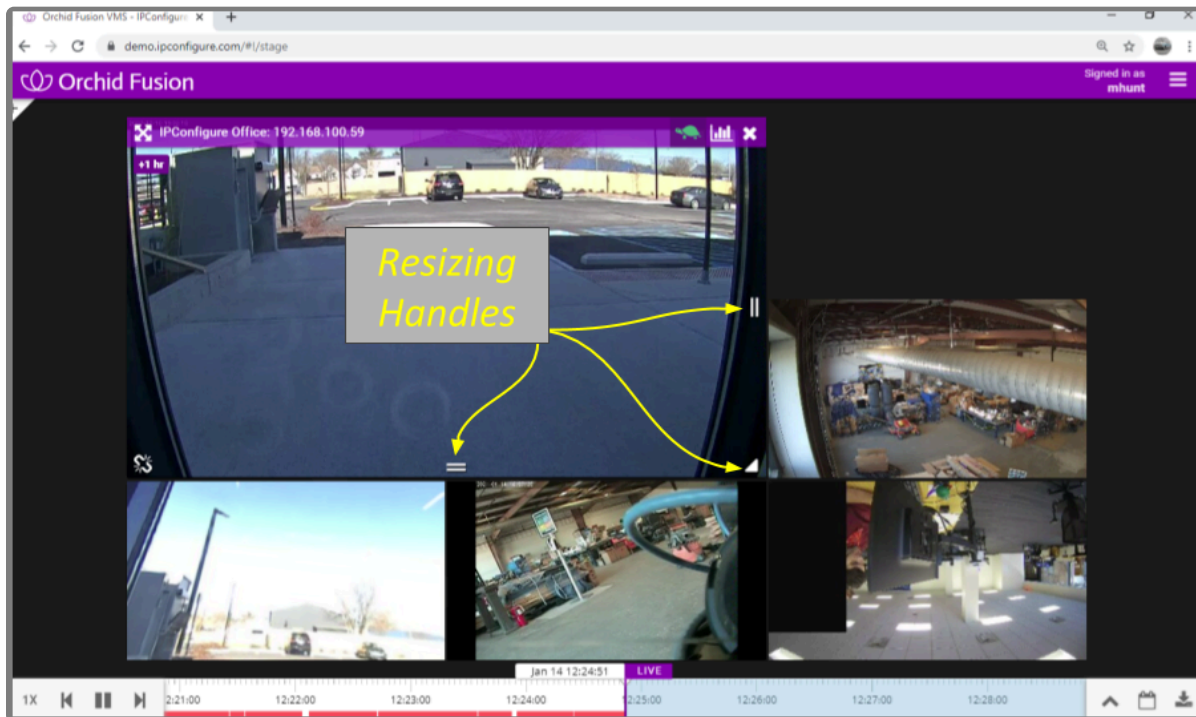 Orchid Fusion VMS - IPConfigure
demo.ipconfigure.com/#!/stage
Orchid Fusion
Signed in as
mhunt
IPConfigure Office: 192.168.100.59
+1 hr
Resizing
Handles
Jan 14 12:24:51
LIVE
1X
2:21:00
12:22:00
12:23:00
12:24:00
12:25:00
12:26:00
12:27:00
12:28:00